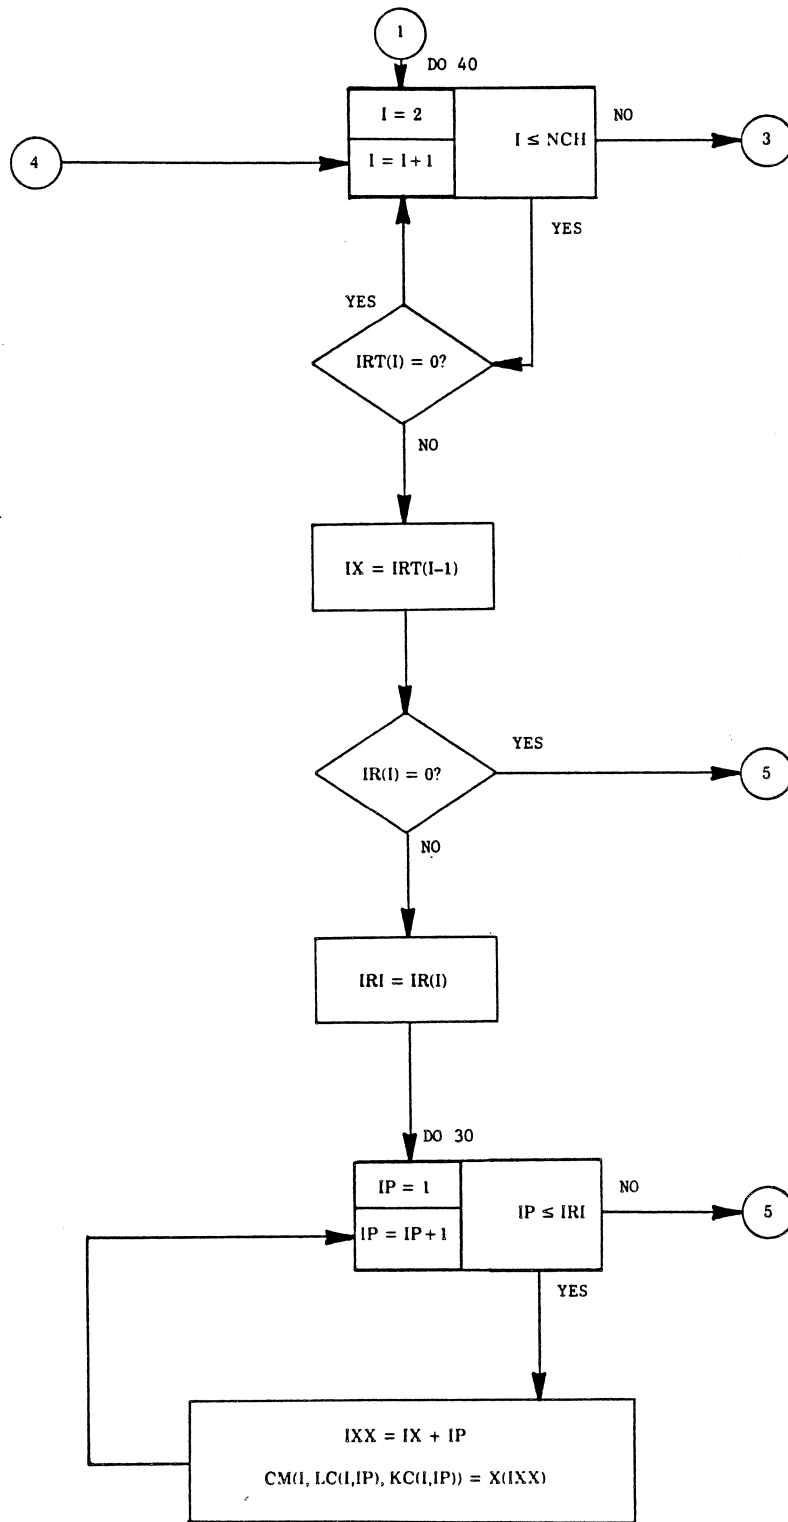 1
DO 40
I = 2
I ≤ NCH
NO
3
4
I = I+1
YES
YES
IRT(I) = 0?
NO
IX = IRT(I-1)
YES
IR(I) = 0?
5
NO
IRI = IR(I)
DO 30
IP = 1
IP ≤ IRI
NO
5
IP = IP+1
YES
IXX = IX + IP
CM(I, LC(I,IP), KC(I,IP)) = X(IXX)